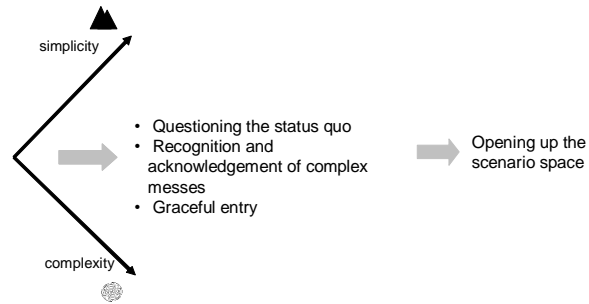 simplicity
• Questioning the status quo
• Recognition and
acknowledgement of complex
messes
• Graceful entry
Opening up the
scenario space
complexity